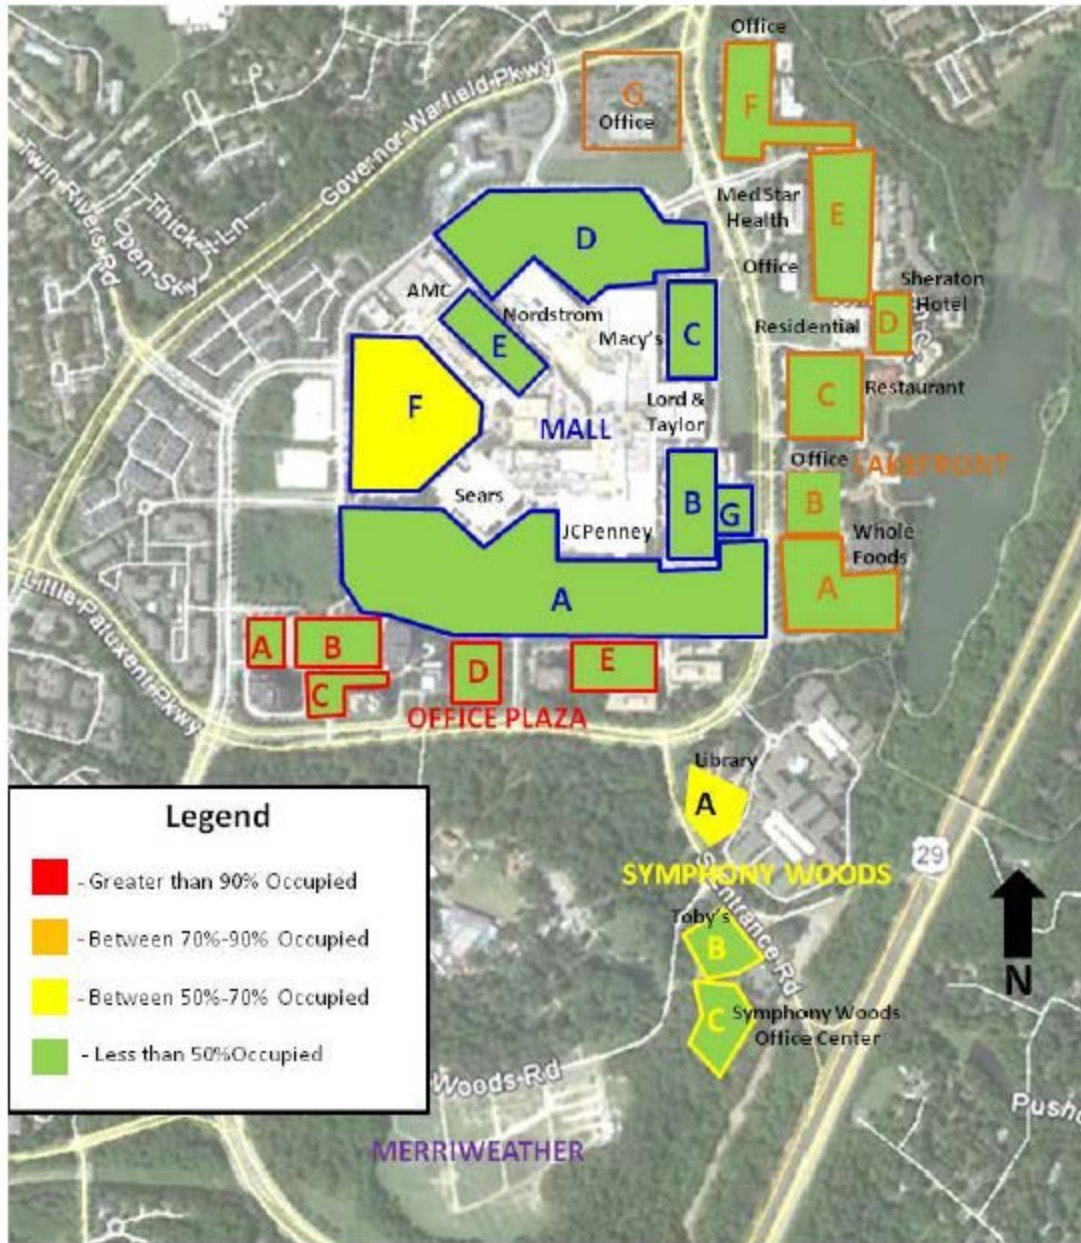 Office
G
Office
F
Governor Warfield Pkwy
Twin Rivers Rd
Thick-T-Ln
Open-Sky
MedStar
Health
E
D
Office
Sheraton
Hotel
AMC
Nordstrom
Macy's
C
Residential
D
E
F
Lord &
Taylor
C
Restaurant
MALL
Office
LAKEFRONT
Sears
B
G
B
JCPenney
Whole
Foods
A
A
Little Patuxent Pkwy
A
B
C
D
E
OFFICE PLAZA
Library
A
SYMPHONY WOODS
29
Legend
- Greater than 90% Occupied
- Between 70%-90% Occupied
- Between 50%-70% Occupied
- Less than 50%Occupied
Toby's
S Entrance Rd
B
C
Symphony Woods
Office Center
N
Woods Rd
MERRIWEATHER